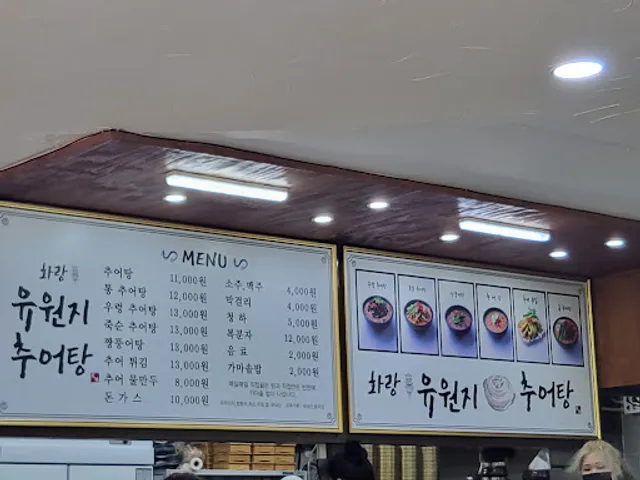 MENU
화랑
유원지
추어탕
추어탕 11,000원
통 추어탕 12,000원
우렁 추어탕 13,000원
죽순 추어탕 13,000원
짱뚱어탕 13,000원
추어 튀김 13,000원
추어 물만두 8,000원
돈가스 10,000원
소주,맥주 4,000원
막걸리 4,000원
청하 5,000원
복분자 12,000원
음료 2,000원
가마솥밥 2,000원
화랑 유원지 추어탕